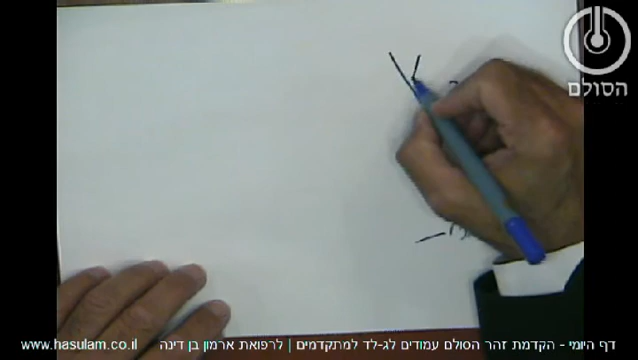 הסולם
www.hasulam.co.il דף היומי - הקדמת זהר הסולם עמודים לג-לד למתקדמים | לרפואת ארמון בן דינה